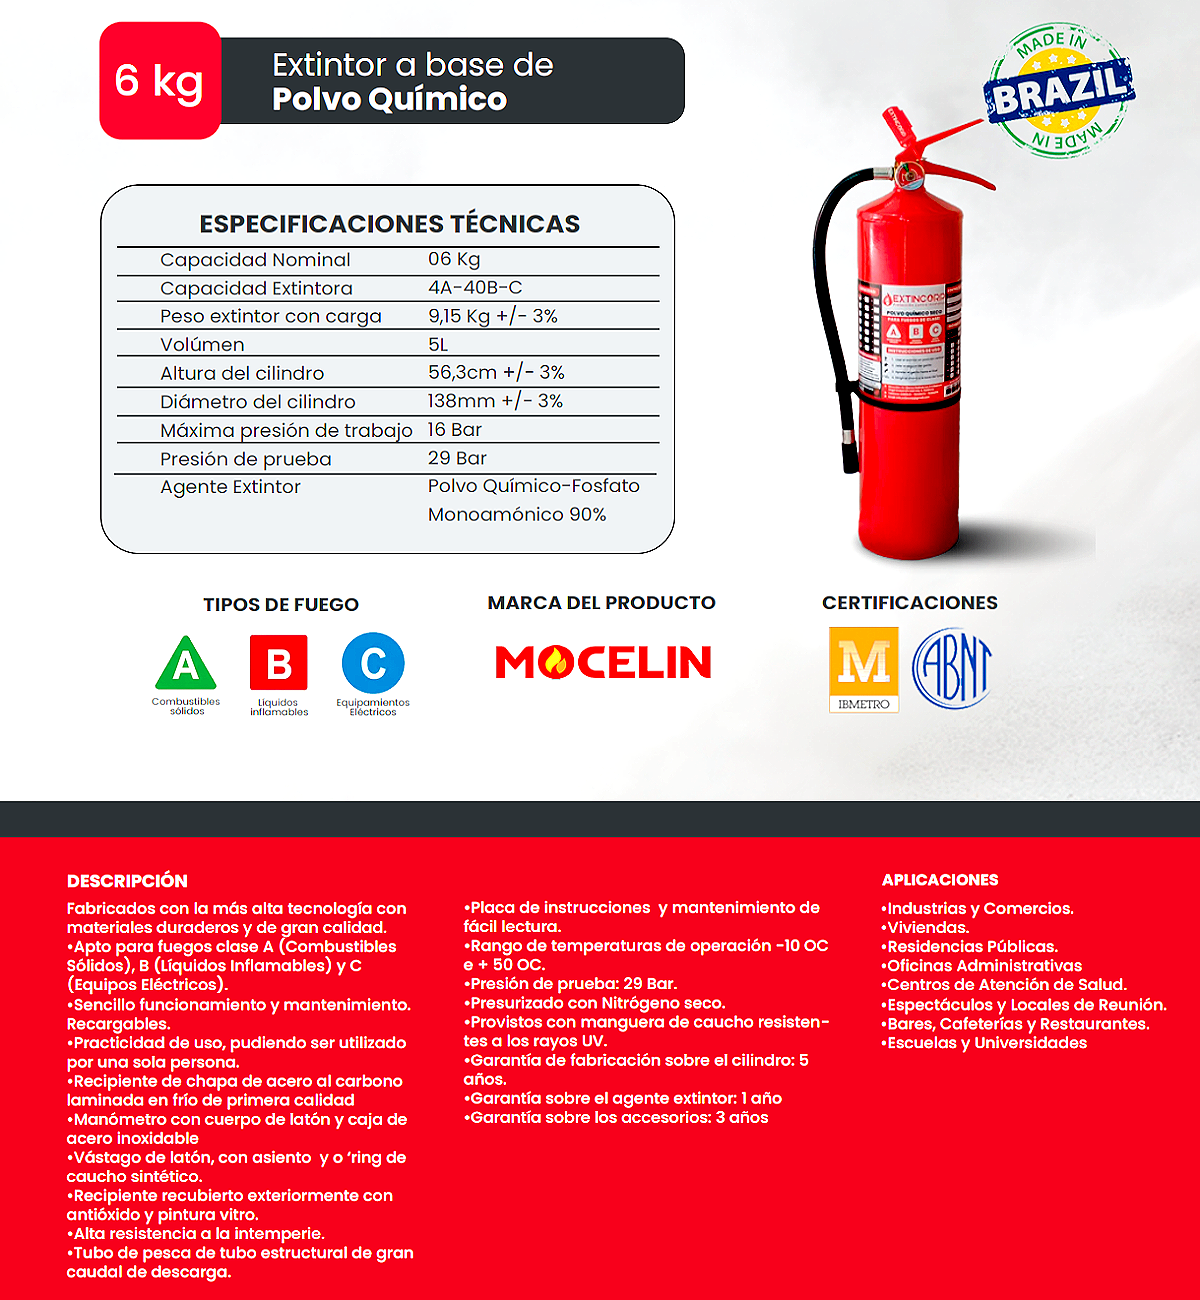 6 kg
Extintor a base de
Polvo Químico
MADE IN
BRAZIL
MADE IN
ESPECIFICACIONES TÉCNICAS
Capacidad Nominal 06 Kg
Capacidad Extintora 4A-40B-C
Peso extintor con carga 9,15 Kg +/- 3%
Volúmen 5L
Altura del cilindro 56,3cm +/- 3%
Diámetro del cilindro 138mm +/- 3%
Máxima presión de trabajo 16 Bar
Presión de prueba 29 Bar
Agente Extintor Polvo Químico-Fosfato
Monoamónico 90%
EXTINCORP
EXTINCORP
POLVO QUÍMICO SECO
PARA FUEGOS DE CLASE:
A B C
INSTRUCCIONES DE USO
TIPOS DE FUEGO
A
Combustibles
sólidos
B
Liquidos
inflamables
C
Equipamientos
Eléctricos
MARCA DEL PRODUCTO
MOCELIN
CERTIFICACIONES
M
IBMETRO
ABNT
DESCRIPCIÓN
Fabricados con la más alta tecnología con
materiales duraderos y de gran calidad.
•Apto para fuegos clase A (Combustibles
Sólidos), B (Líquidos Inflamables) y C
(Equipos Eléctricos).
•Sencillo funcionamiento y mantenimiento.
Recargables.
•Practicidad de uso, pudiendo ser utilizado
por una sola persona.
•Recipiente de chapa de acero al carbono
laminada en frío de primera calidad
•Manómetro con cuerpo de latón y caja de
acero inoxidable
•Vástago de latón, con asiento y o 'ring de
caucho sintético.
•Recipiente recubierto exteriormente con
antióxido y pintura vitro.
•Alta resistencia a la intemperie.
•Tubo de pesca de tubo estructural de gran
caudal de descarga.
•Placa de instrucciones y mantenimiento de
fácil lectura.
•Rango de temperaturas de operación -10 OC
e + 50 OC.
•Presión de prueba: 29 Bar.
•Presurizado con Nitrógeno seco.
•Provistos con manguera de caucho resisten-
tes a los rayos UV.
•Garantía de fabricación sobre el cilindro: 5
años.
•Garantía sobre el agente extintor: 1 año
•Garantía sobre los accesorios: 3 años
APLICACIONES
•Industrias y Comercios.
•Viviendas.
•Residencias Públicas.
•Oficinas Administrativas
•Centros de Atención de Salud.
•Espectáculos y Locales de Reunión.
•Bares, Cafeterías y Restaurantes.
•Escuelas y Universidades